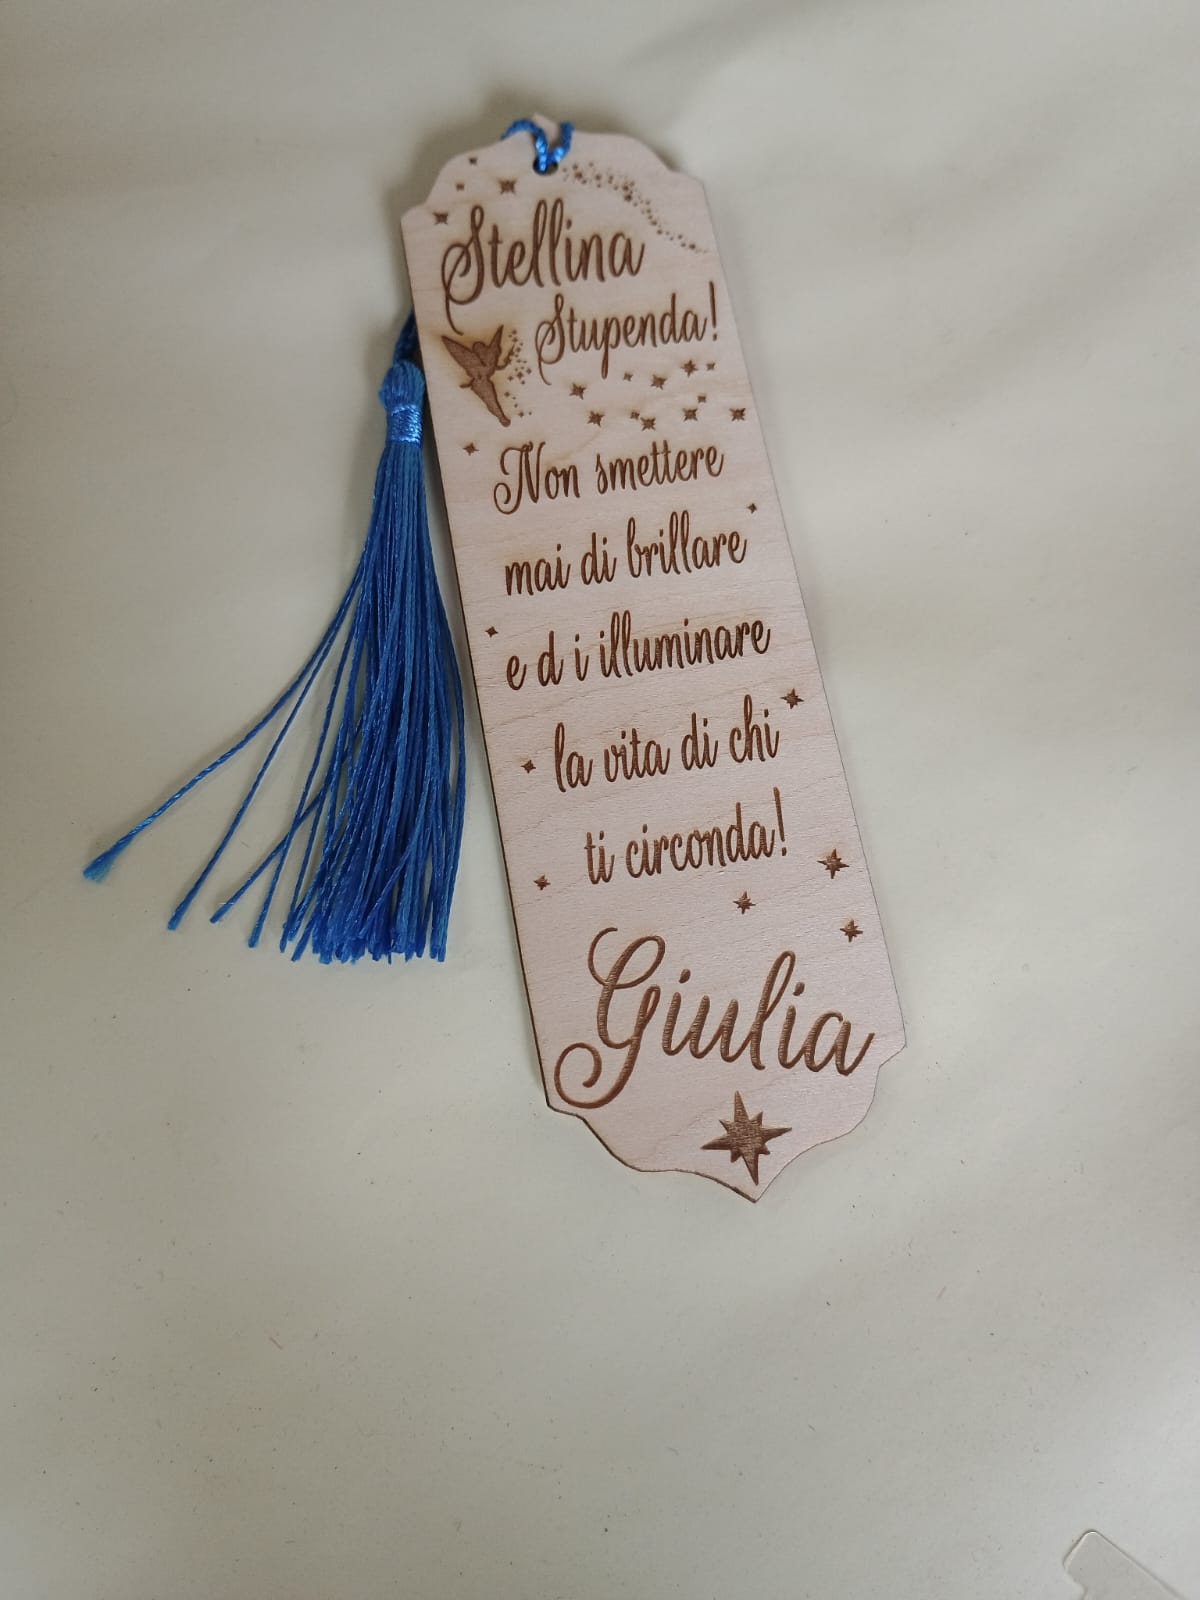 Stellina
Stupenda!
Non smettere
mai di brillare
e d i illuminare
la vita di chi
ti circonda!
Giulia